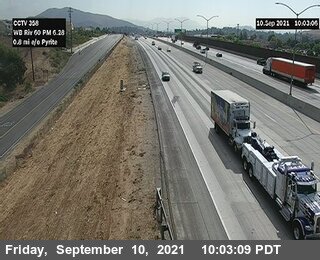 CCTV 358
WB Riv 60 PM 6.28
0.8 mi e/o Pyrite
10.Sep 2021
10:03:06
Friday, September 10, 2021 10:03:09 PDT